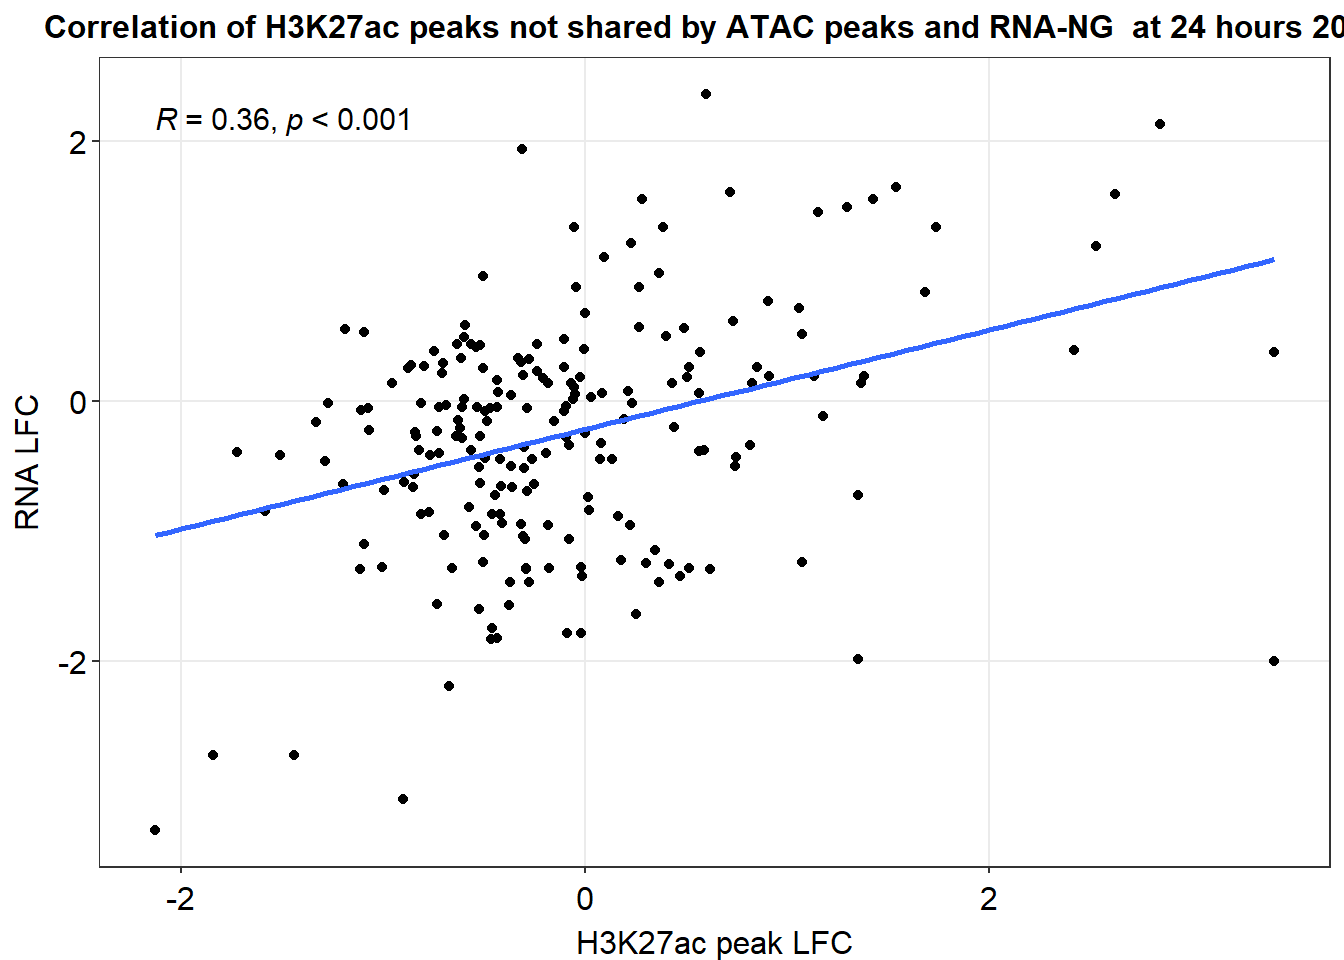 Correlation of H3K27ac peaks not shared by ATAC peaks and RNA-NG  at 24 hours 20
R = 0.36, p < 0.001
2
0
-2
RNA LFC
-2
0
2
H3K27ac peak LFC